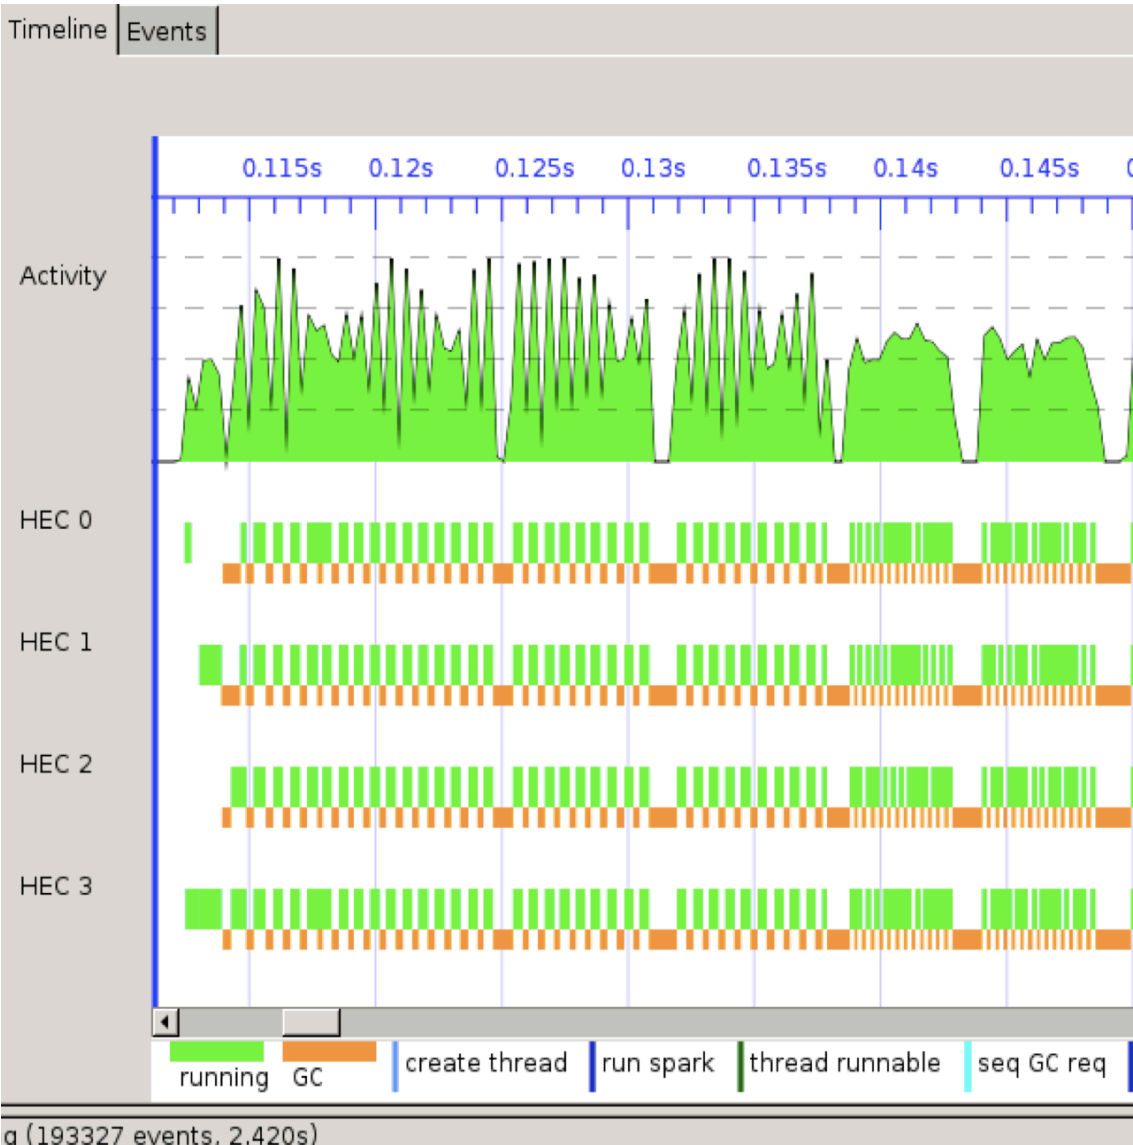 Timeline Events
0.115s 0.12s 0.125s 0.13s 0.135s 0.14s 0.145s
Activity
HEC 0
HEC 1
HEC 2
HEC 3
running GC create thread run spark thread runnable seq GC req
(193327 events, 2.420s)